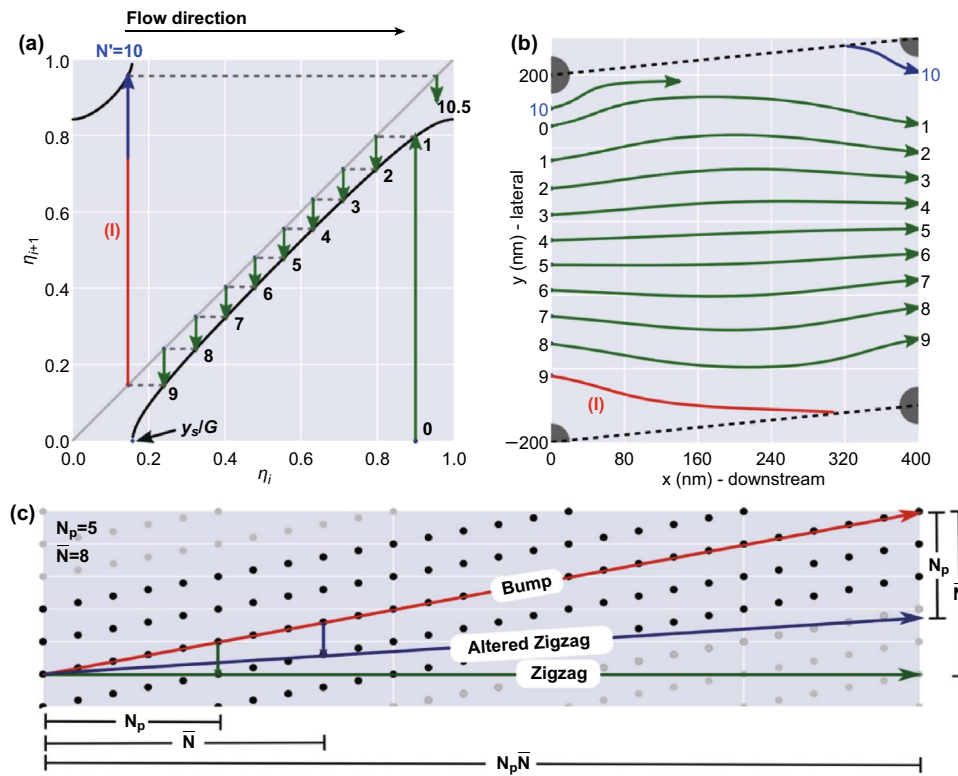 Flow direction
(a)
N'=10
1.0
0.8
0.6
0.4
0.2
0.0
η_{i+1}
(I)
10.5
1
2
3
4
5
6
7
8
9
0
y_s/G
0.0
0.2
0.4
0.6
0.8
1.0
η_i
(b)
200
−200
y (nm) - lateral
10
0
1
2
3
4
5
6
7
8
9
(I)
10
1
2
3
4
5
6
7
8
9
0
80
160
240
320
400
x (nm) - downstream
(c)
N_p=5
N̄=8
Bump
Altered Zigzag
Zigzag
N_p
N̄
N_p
N̄
N_pN̄